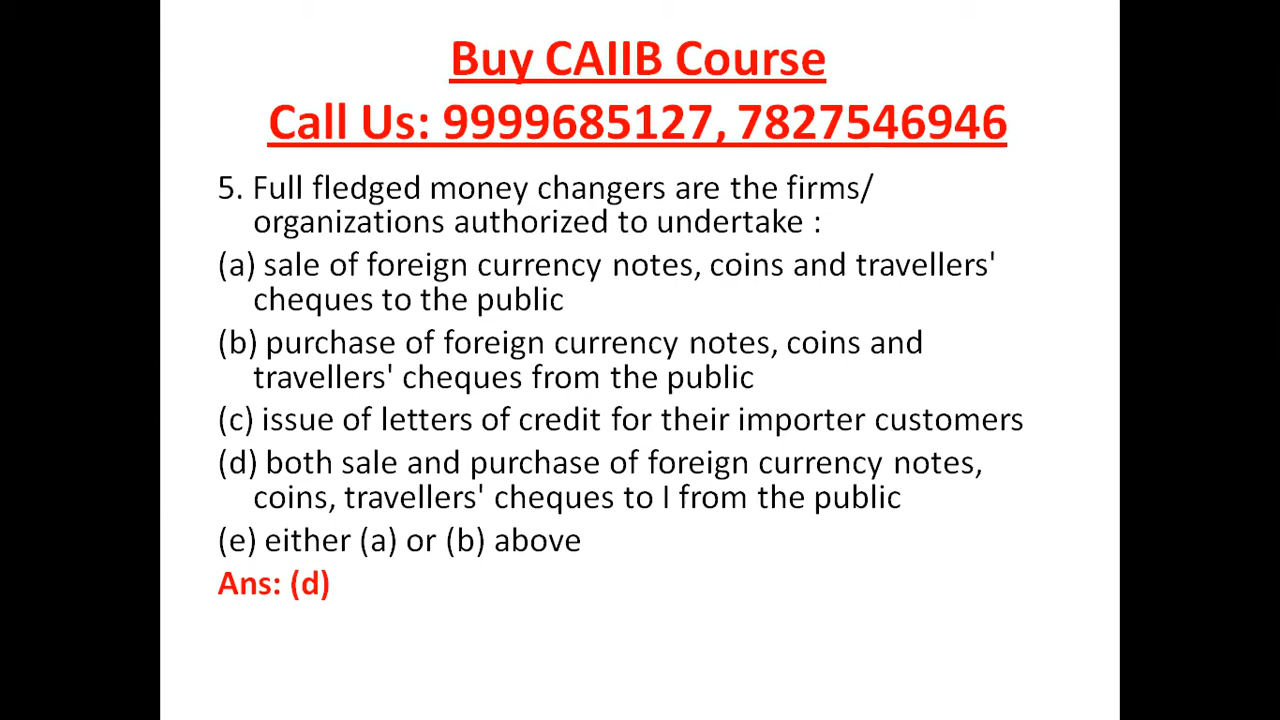 Buy CAIIB Course
Call Us: 9999685127, 7827546946
5. Full fledged money changers are the firms/
organizations authorized to undertake :
(a) sale of foreign currency notes, coins and travellers'
cheques to the public
(b) purchase of foreign currency notes, coins and
travellers' cheques from the public
(c) issue of letters of credit for their importer customers
(d) both sale and purchase of foreign currency notes,
coins, travellers' cheques to I from the public
(e) either (a) or (b) above
Ans: (d)